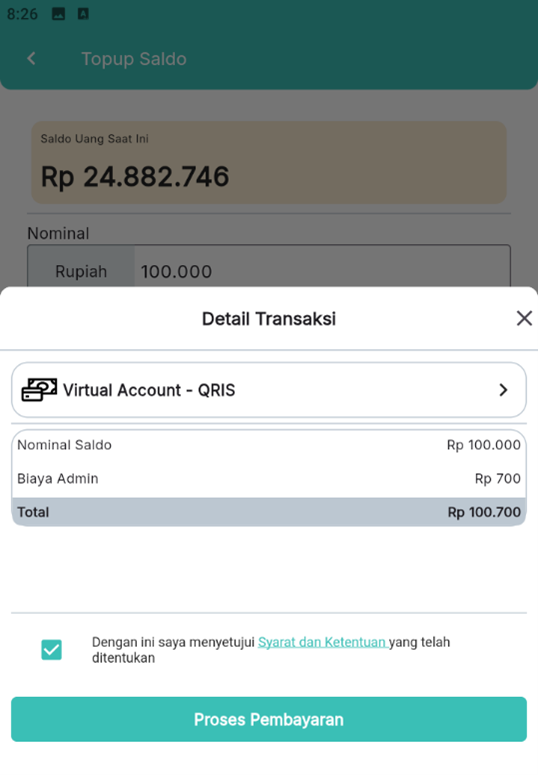 8:26
Topup Saldo
Saldo Uang Saat Ini
Rp 24.882.746
Nominal
Rupiah 100.000
Detail Transaksi
Virtual Account - QRIS
Nominal Saldo Rp 100.000
Biaya Admin Rp 700
Total Rp 100.700
Dengan ini saya menyetujui Syarat dan Ketentuan yang telah
ditentukan
Proses Pembayaran